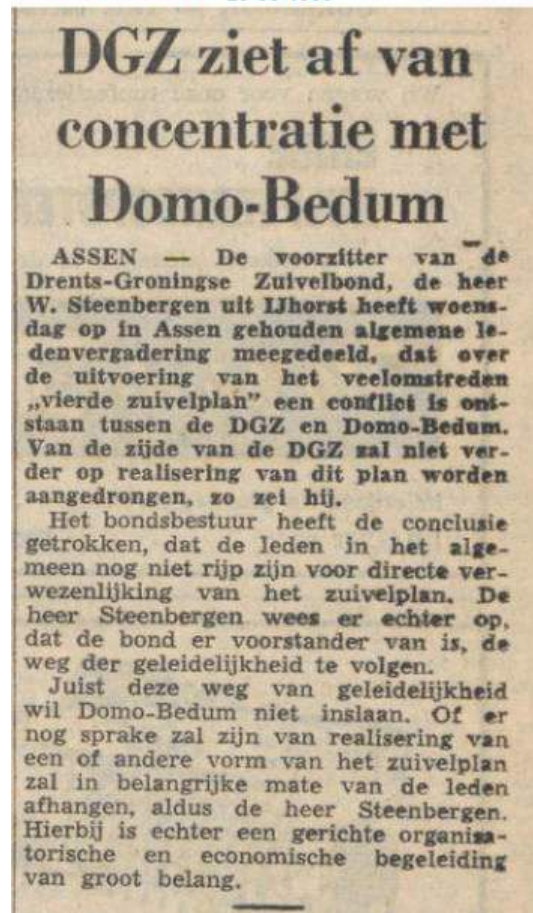 DGZ ziet af van
concentratie met
Domo-Bedum
ASSEN — De voorzitter van de
Drents-Groningse Zuivelbond, de heer
W. Steenbergen uit IJhorst heeft woens-
dag op in Assen gehouden algemene le-
denvergadering meegedeeld, dat over
de uitvoering van het veelomstreden
„vierde zuivelplan” een conflict is ont-
staan tussen de DGZ en Domo-Bedum.
Van de zijde van de DGZ zal niet ver-
der op realisering van dit plan worden
aangedrongen, zo zei hij.
Het bondsbestuur heeft de conclusie
getrokken, dat de leden in het alge-
meen nog niet rijp zijn voor directe ver-
wezenlijking van het zuivelplan. De
heer Steenbergen wees er echter op,
dat de bond er voorstander van is, de
weg der geleidelijkheid te volgen.
Juist deze weg van geleidelijkheid
wil Domo-Bedum niet inslaan. Of er
nog sprake zal zijn van realisering van
een of andere vorm van het zuivelplan
zal in belangrijke mate van de leden
afhangen, aldus de heer Steenbergen.
Hierbij is echter een gerichte organisa-
torische en economische begeleiding
van groot belang.